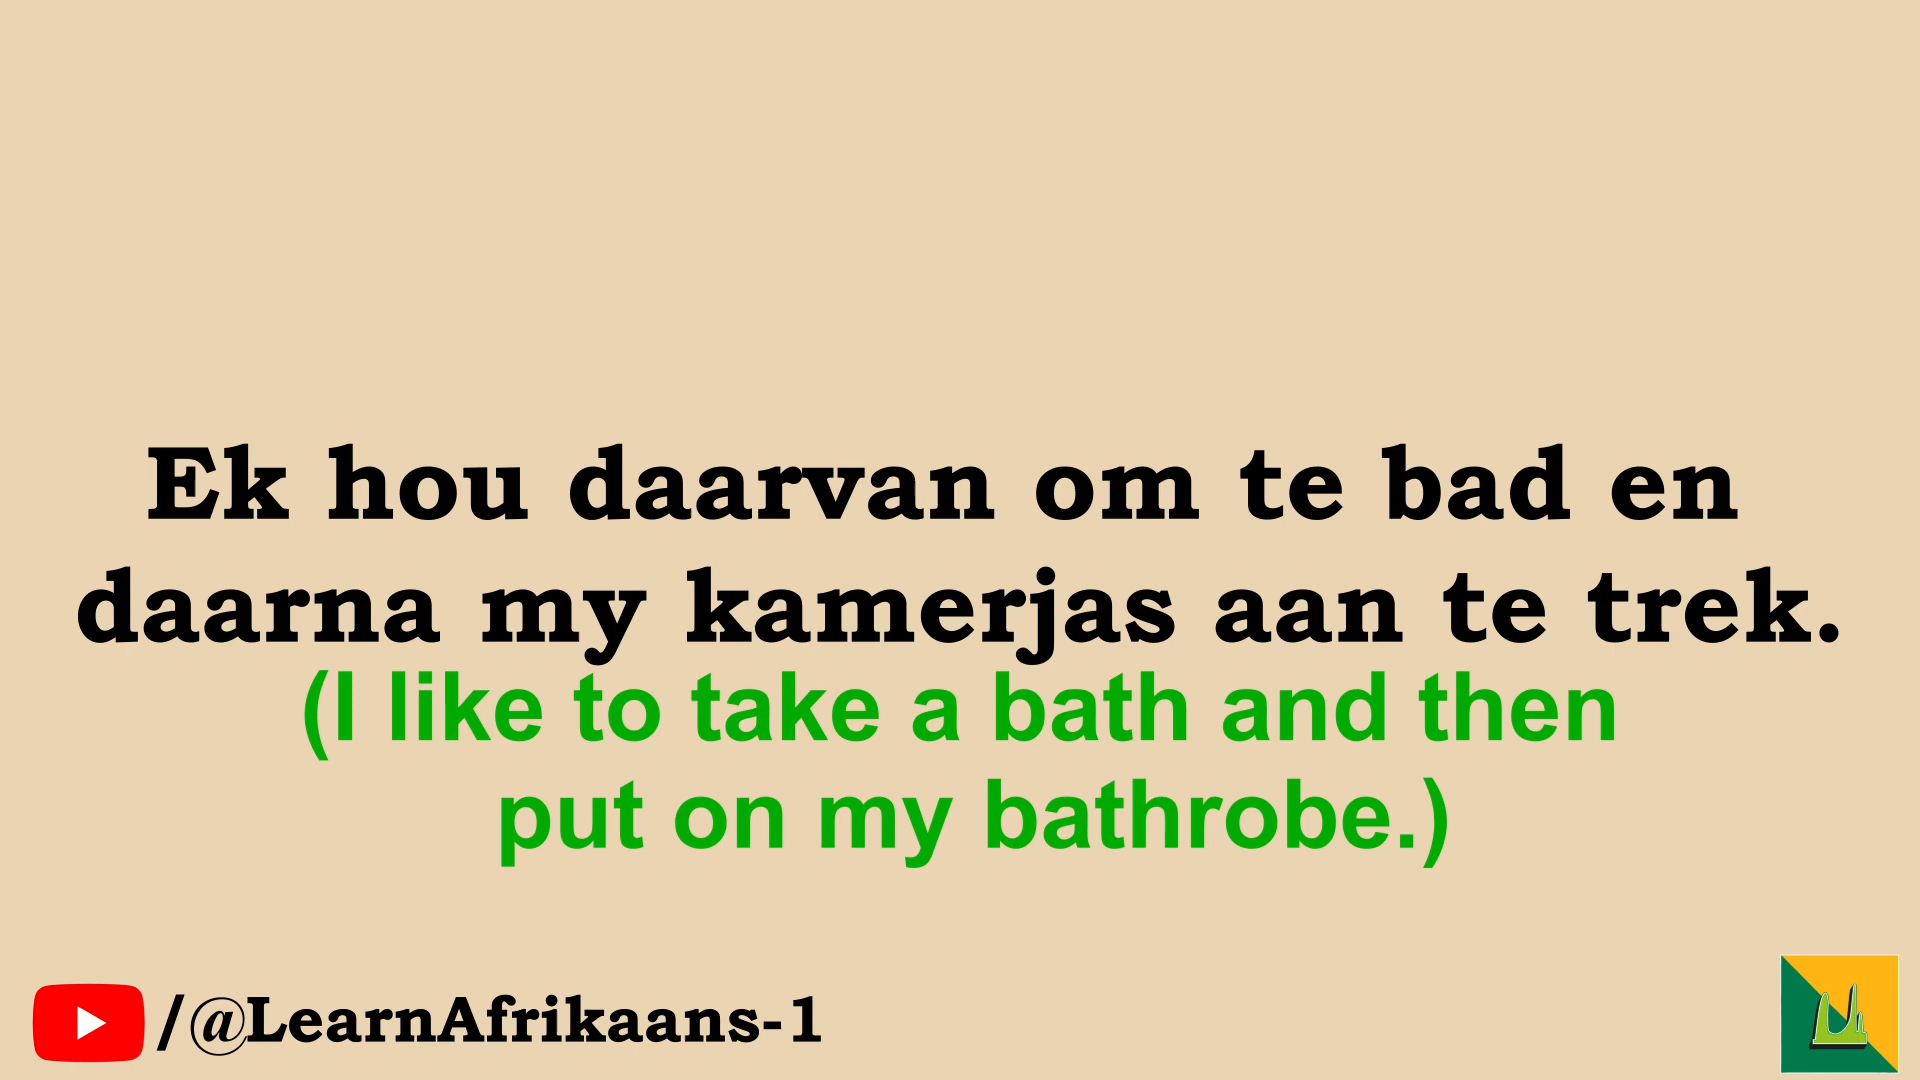 Ek hou daarvan om te bad en
daarna my kamerjas aan te trek.
(I like to take a bath and then
put on my bathrobe.)
/@LearnAfrikaans-1